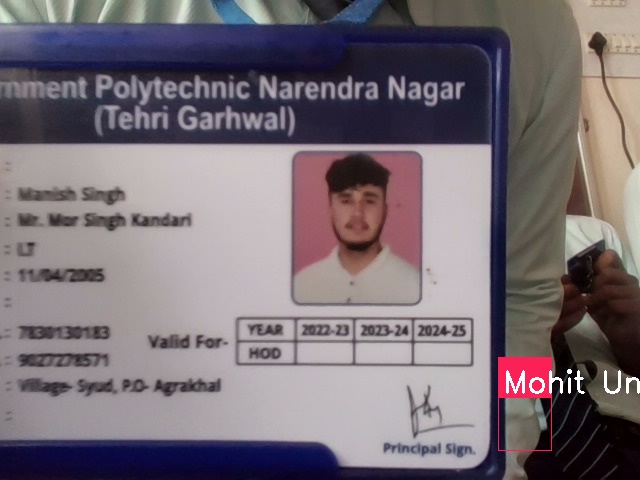 rnment Polytechnic Narendra Nagar
(Tehri Garhwal)
:
: Manish Singh
: Mr. Mor Singh Kandari
: LT
: 11/04/2005
:
: 7830130183
: 9027278571
: Village- Syud, P.O- Agrakhal
:
Valid For-
YEAR 2022-23 2023-24 2024-25
HOD
Principal Sign.
Mohit Un